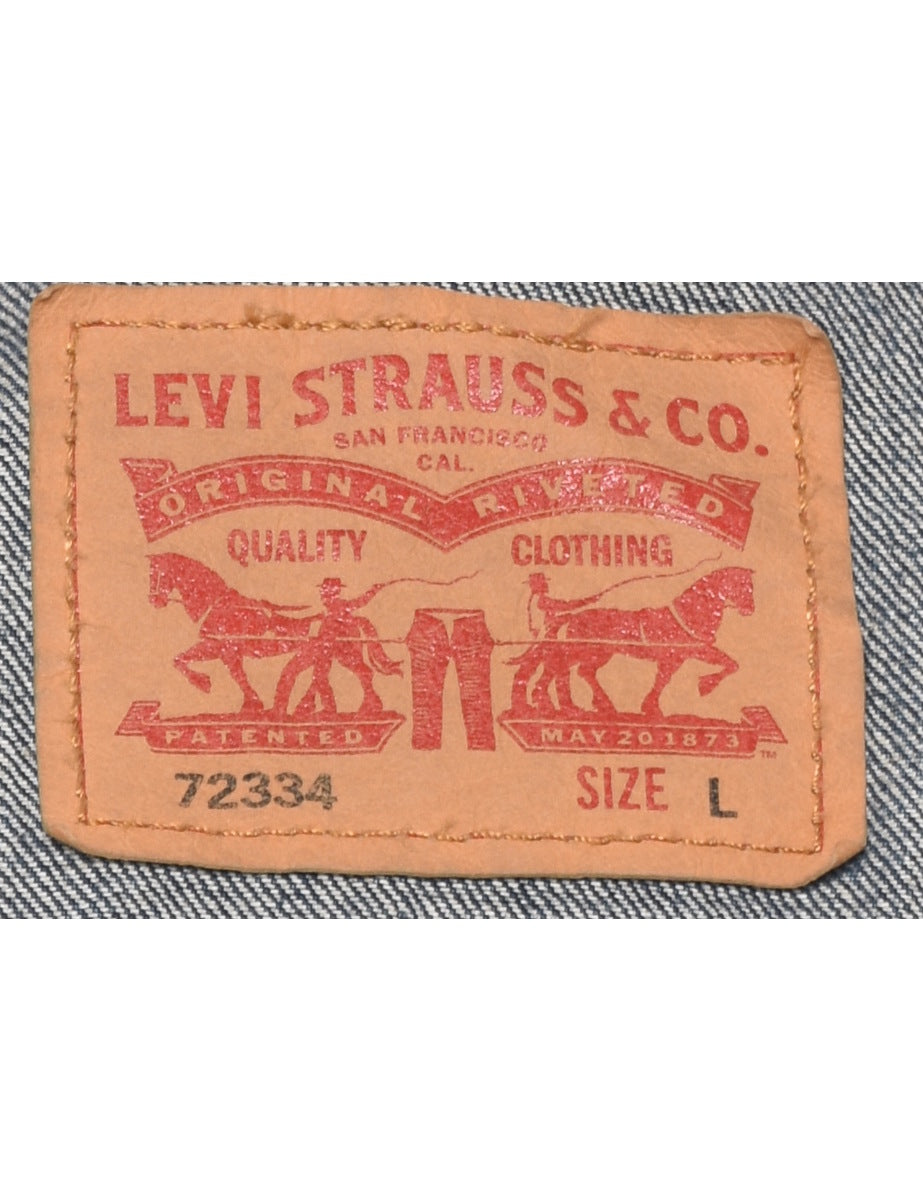 LEVI STRAUSS & CO.
SAN FRANCISCO
CAL.
ORIGINAL RIVETED
QUALITY CLOTHING
PATENTED MAY 20 1873 ™
72334 SIZE L